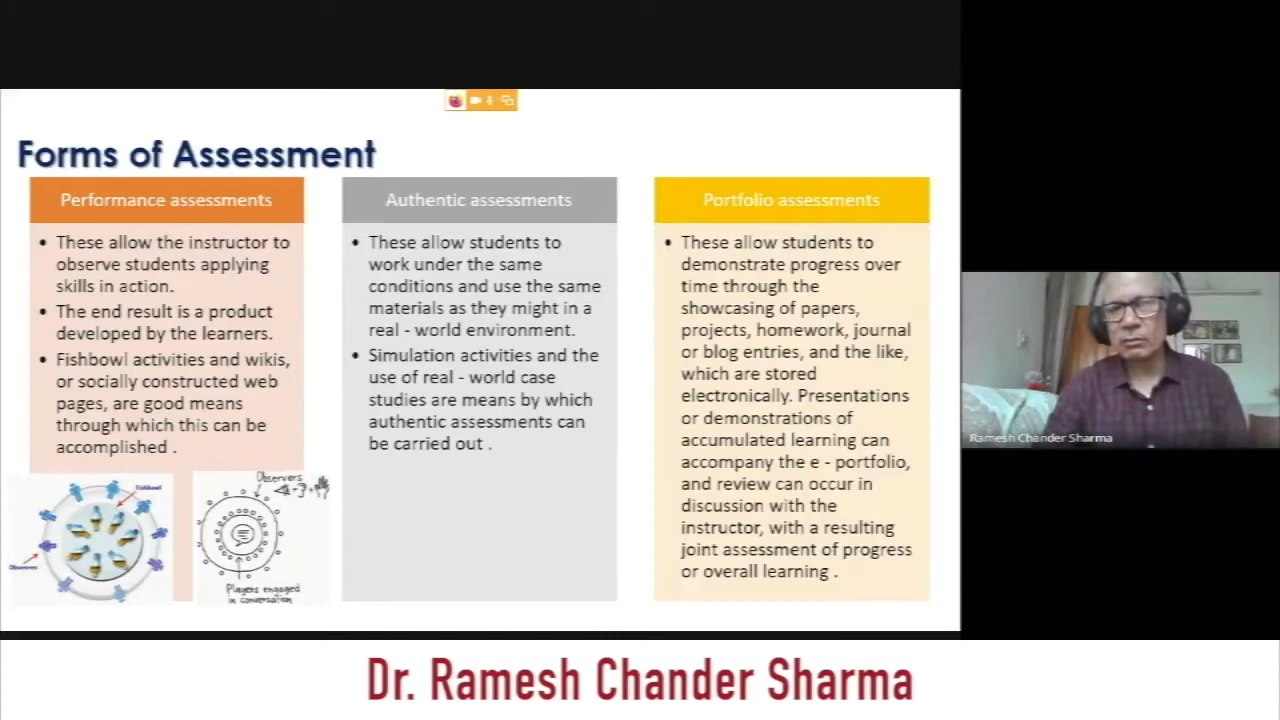 Forms of Assessment
Performance assessments
• These allow the instructor to
observe students applying
skills in action.
• The end result is a product
developed by the learners.
• Fishbowl activities and wikis,
or socially constructed web
pages, are good means
through which this can be
accomplished .
Fishbowl
Observers
Observers
Players engaged
in conversation
Authentic assessments
• These allow students to
work under the same
conditions and use the same
materials as they might in a
real - world environment.
• Simulation activities and the
use of real - world case
studies are means by which
authentic assessments can
be carried out .
Portfolio assessments
• These allow students to
demonstrate progress over
time through the
showcasing of papers,
projects, homework, journal
or blog entries, and the like,
which are stored
electronically. Presentations
or demonstrations of
accumulated learning can
accompany the e - portfolio,
and review can occur in
discussion with the
instructor, with a resulting
joint assessment of progress
or overall learning .
Ramesh Chander Sharma
Dr. Ramesh Chander Sharma